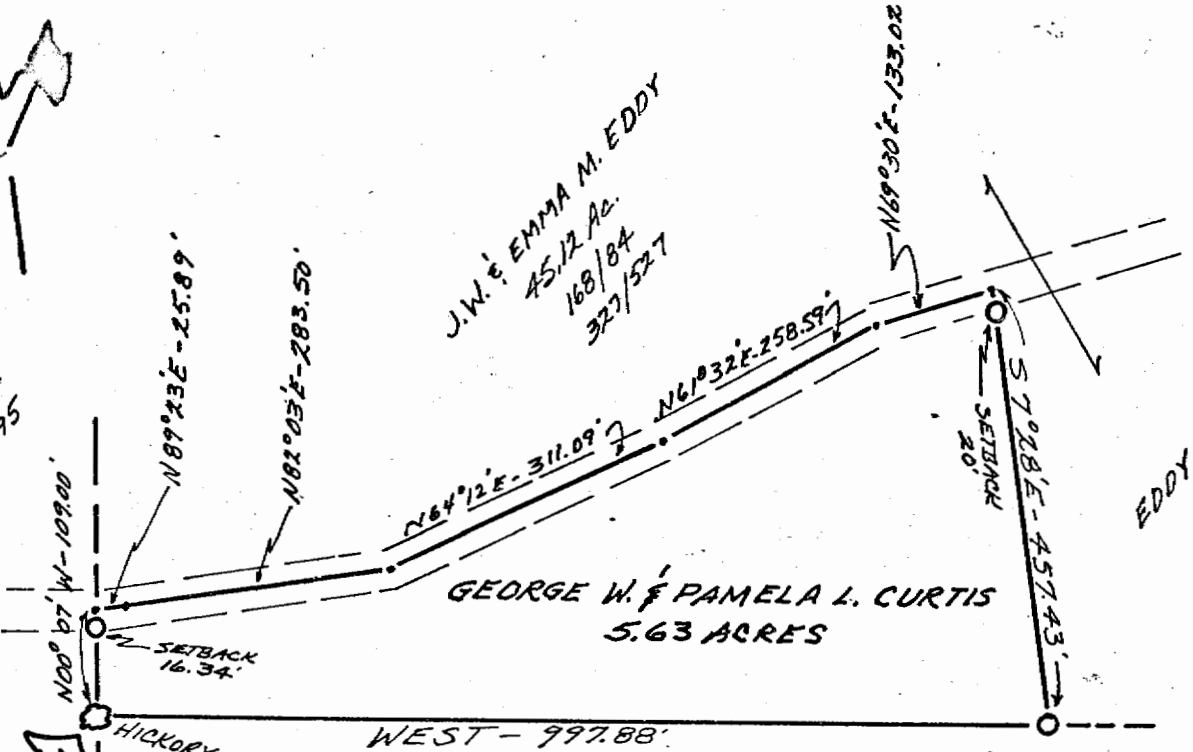 J.W. & EMMA M. EDDY
45.12 Ac.
168/84
327/527
N69°30'E-133.02
N89°23'E-25.89'
N82°03'E-283.50'
N64°12'E-311.09'
N61°32'E-258.59'
S7°28'E-457.43'
SETBACK
20'
EDDY
95
N00°07'W-109.00'
SETBACK
16.34'
GEORGE W. & PAMELA L. CURTIS
5.63 ACRES
HICKORY
WEST - 997.88'